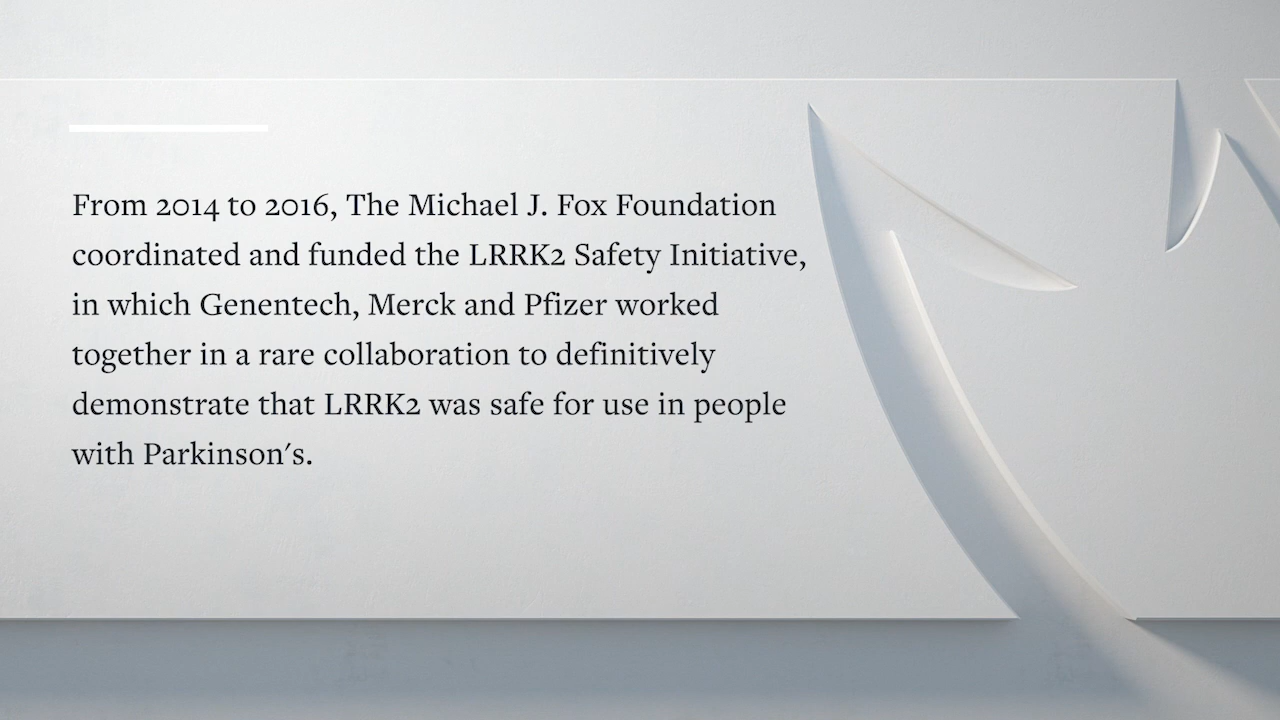 From 2014 to 2016, The Michael J. Fox Foundation
coordinated and funded the LRRK2 Safety Initiative,
in which Genentech, Merck and Pfizer worked
together in a rare collaboration to definitively
demonstrate that LRRK2 was safe for use in people
with Parkinson's.